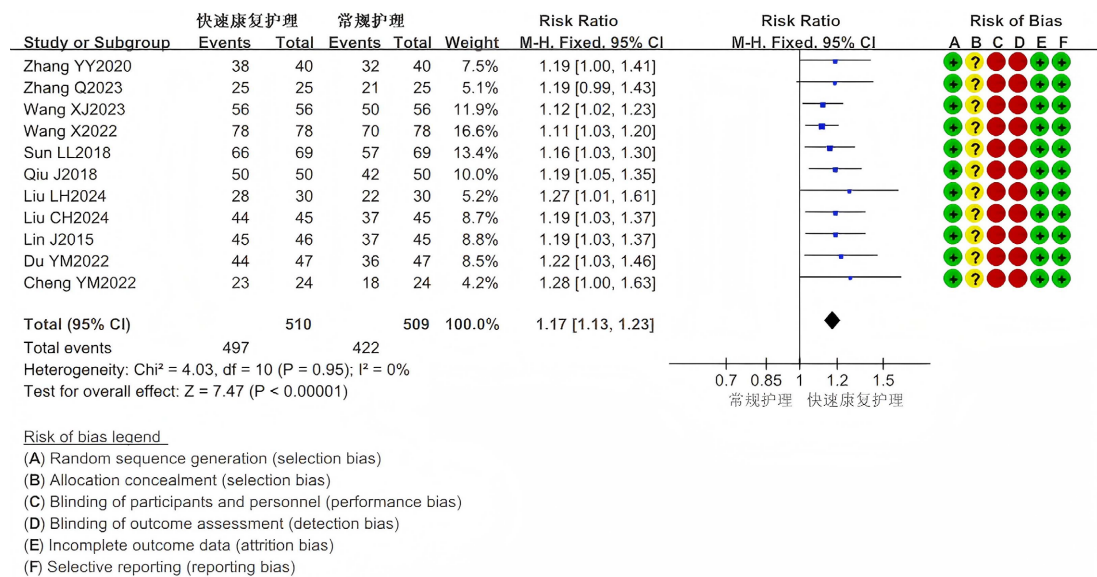 快速康复护理 常规护理 Risk Ratio Risk Ratio Risk of Bias
Study or Subgroup Events Total Events Total Weight M-H. Fixed. 95% CI M-H. Fixed. 95% CI A B C D E F
Zhang YY2020 38 40 32 40 7.5% 1.19 [1.00, 1.41] + ? + +
Zhang Q2023 25 25 21 25 5.1% 1.19 [0.99, 1.43] + ? + +
Wang XJ2023 56 56 50 56 11.9% 1.12 [1.02, 1.23] + ? + +
Wang X2022 78 78 70 78 16.6% 1.11 [1.03, 1.20] + ? + +
Sun LL2018 66 69 57 69 13.4% 1.16 [1.03, 1.30] + ? + +
Qiu J2018 50 50 42 50 10.0% 1.19 [1.05, 1.35] + ? + +
Liu LH2024 28 30 22 30 5.2% 1.27 [1.01, 1.61] + ? + +
Liu CH2024 44 45 37 45 8.7% 1.19 [1.03, 1.37] + ? + +
Lin J2015 45 46 37 45 8.8% 1.19 [1.03, 1.37] + ? + +
Du YM2022 44 47 36 47 8.5% 1.22 [1.03, 1.46] + ? + +
Cheng YM2022 23 24 18 24 4.2% 1.28 [1.00, 1.63] + ? + +
Total (95% CI) 510 509 100.0% 1.17 [1.13, 1.23]
Total events 497 422
Heterogeneity: Chi² = 4.03, df = 10 (P = 0.95); I² = 0%
Test for overall effect: Z = 7.47 (P < 0.00001)
0.7 0.85 1 1.2 1.5
常规护理 快速康复护理
Risk of bias legend
(A) Random sequence generation (selection bias)
(B) Allocation concealment (selection bias)
(C) Blinding of participants and personnel (performance bias)
(D) Blinding of outcome assessment (detection bias)
(E) Incomplete outcome data (attrition bias)
(F) Selective reporting (reporting bias)